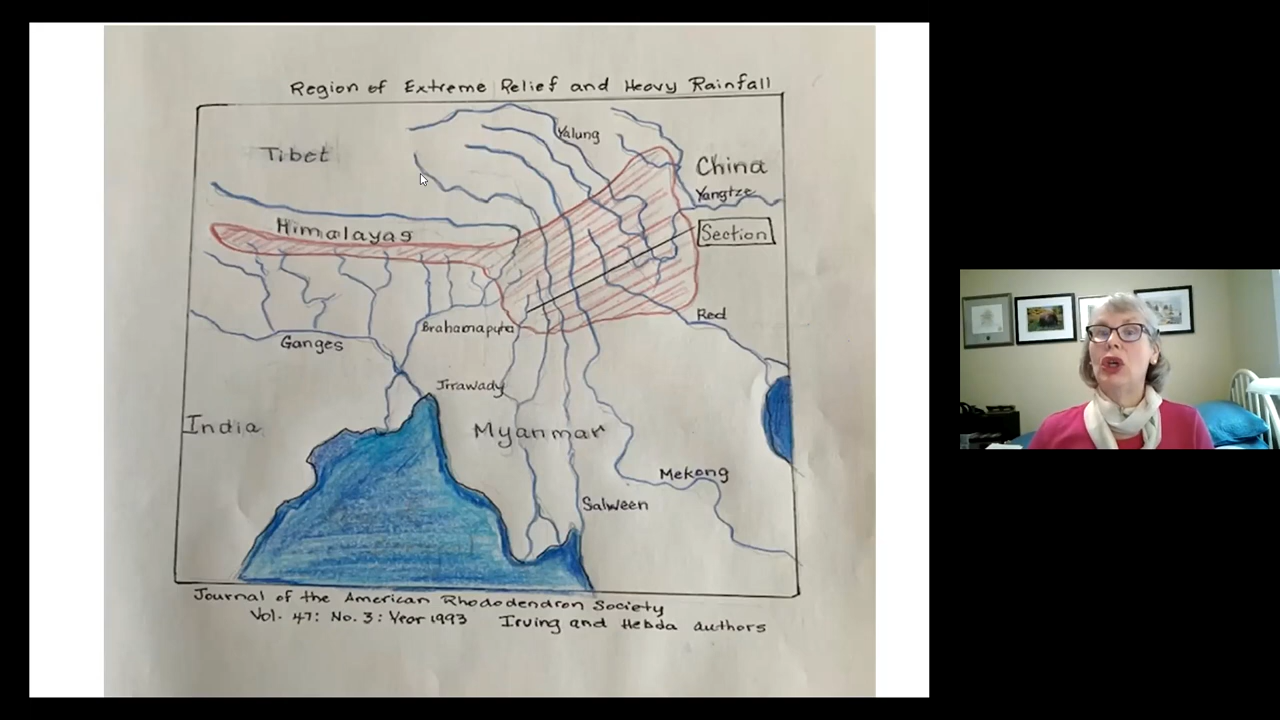 Region of Extreme Relief and Heavy Rainfall
Yalung
Tibet
China
Yangtze
Himalayas
Section
Red
Brahamaputra
Ganges
Irrawady
India
Myanmar
Mekong
Salween
Journal of the American Rhododendron Society
Vol. 47: No. 3: Year 1993 Irving and Hebda authors